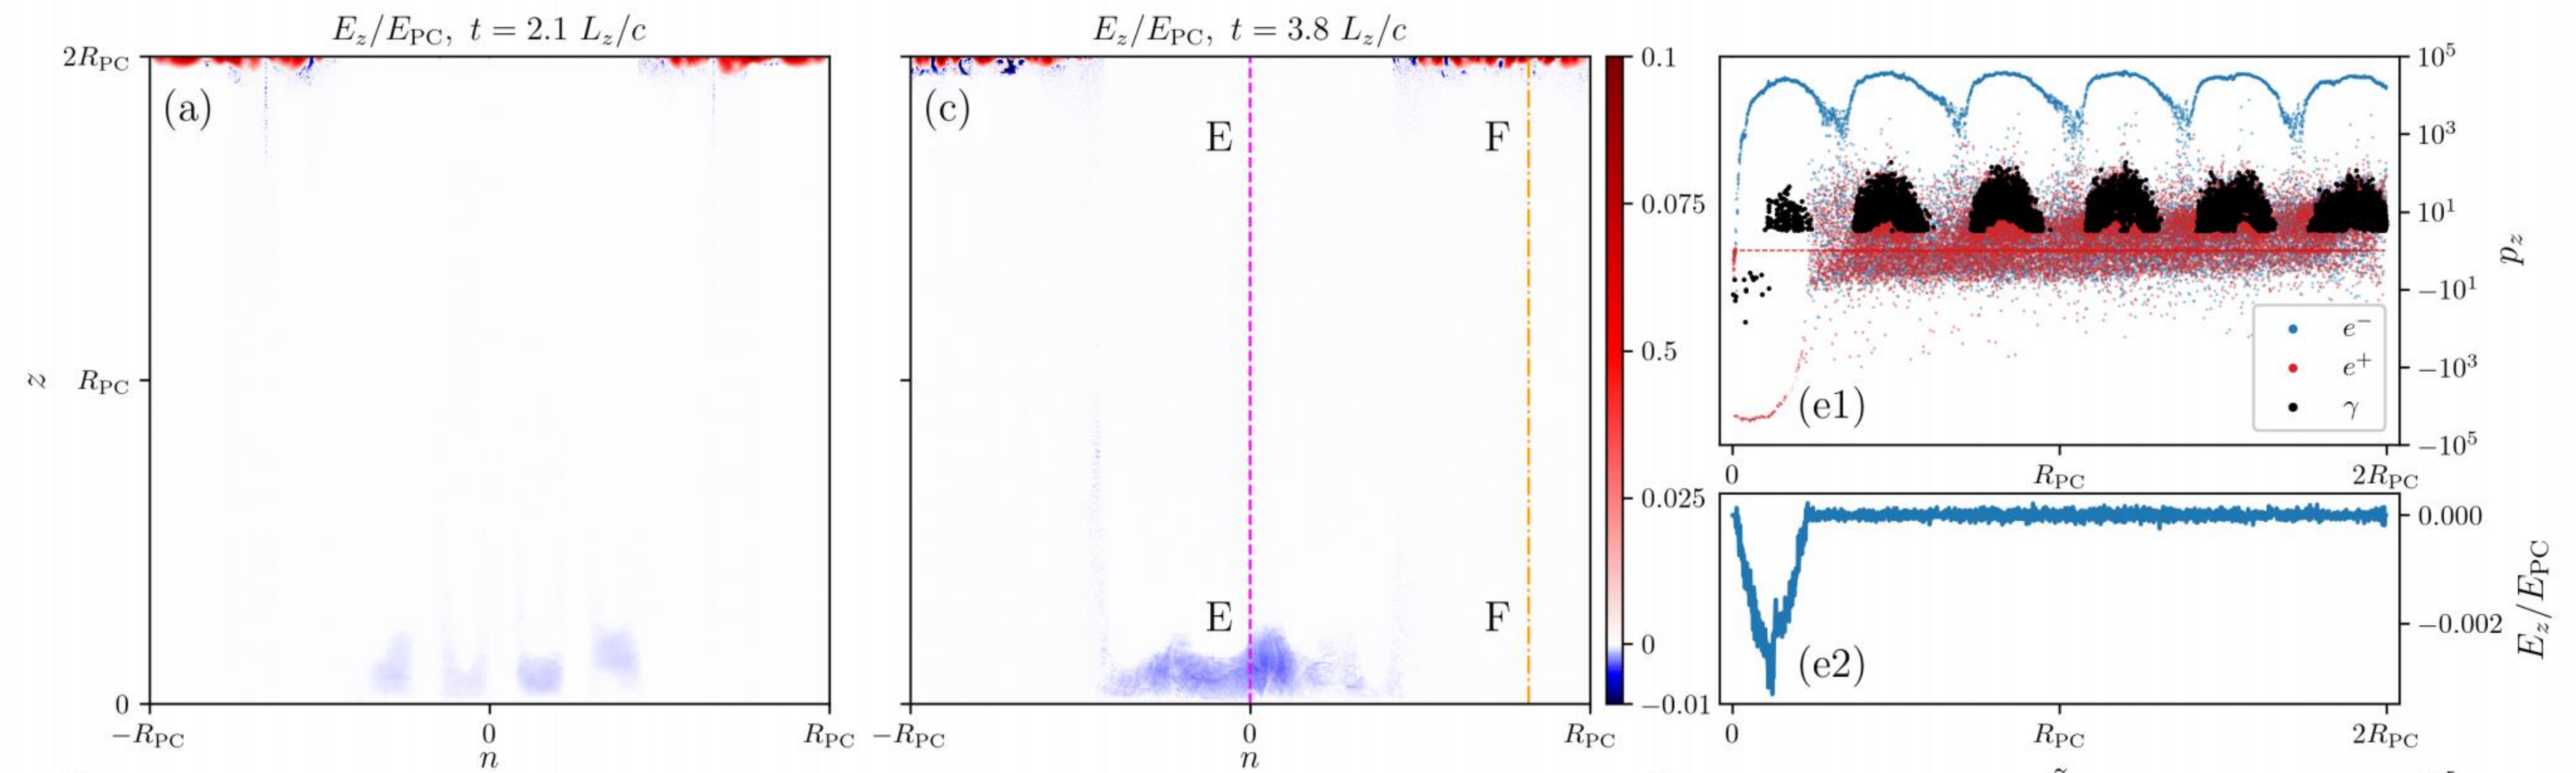 E_z/E_PC, t = 2.1 L_z/c
(a)
2R_PC
R_PC
0
z
−R_PC
0
R_PC
n
E_z/E_PC, t = 3.8 L_z/c
(c)
E
F
E
F
−R_PC
0
R_PC
n
0.1
0.075
0.5
0.025
0
−0.01
10^5
10^3
10^1
−10^1
−10^3
−10^5
p_z
(e1)
e^−
e^+
γ
0
R_PC
2R_PC
0.000
−0.002
E_z/E_PC
(e2)
0
R_PC
2R_PC